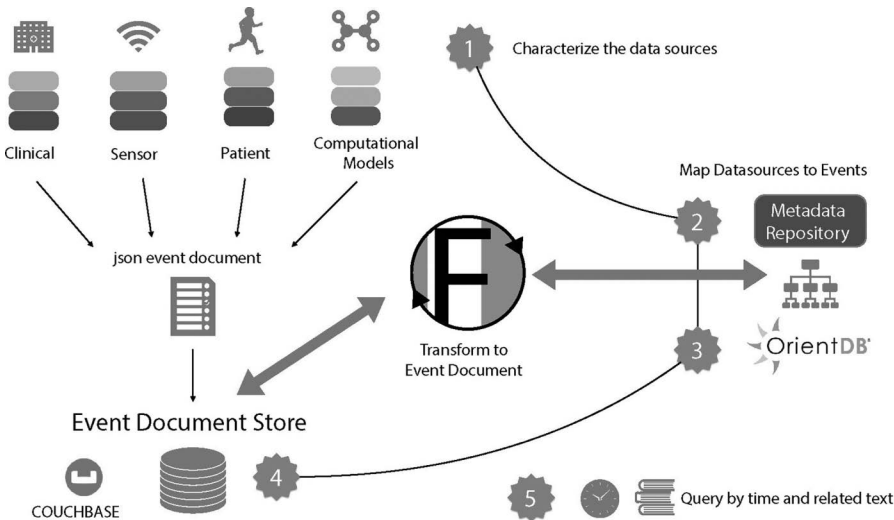 1
Characterize the data sources
Clinical
Sensor
Patient
Computational
Models
Map Datasources to Events
2
Metadata
Repository
json event document
F
Transform to
Event Document
3
OrientDB
Event Document Store
4
COUCHBASE
5
Query by time and related text